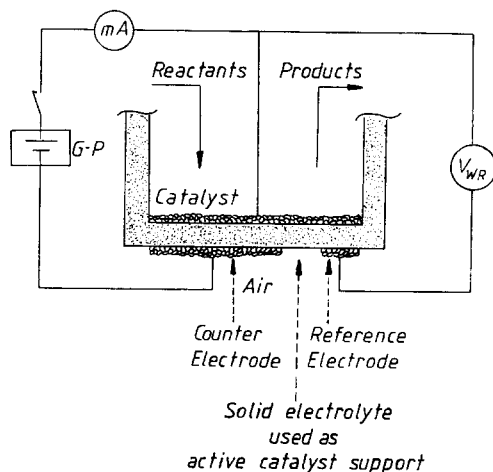 mA
Reactants
Products
G-P
V_WR
Catalyst
Air
Counter
Electrode
Reference
Electrode
Solid electrolyte
used as
active catalyst support